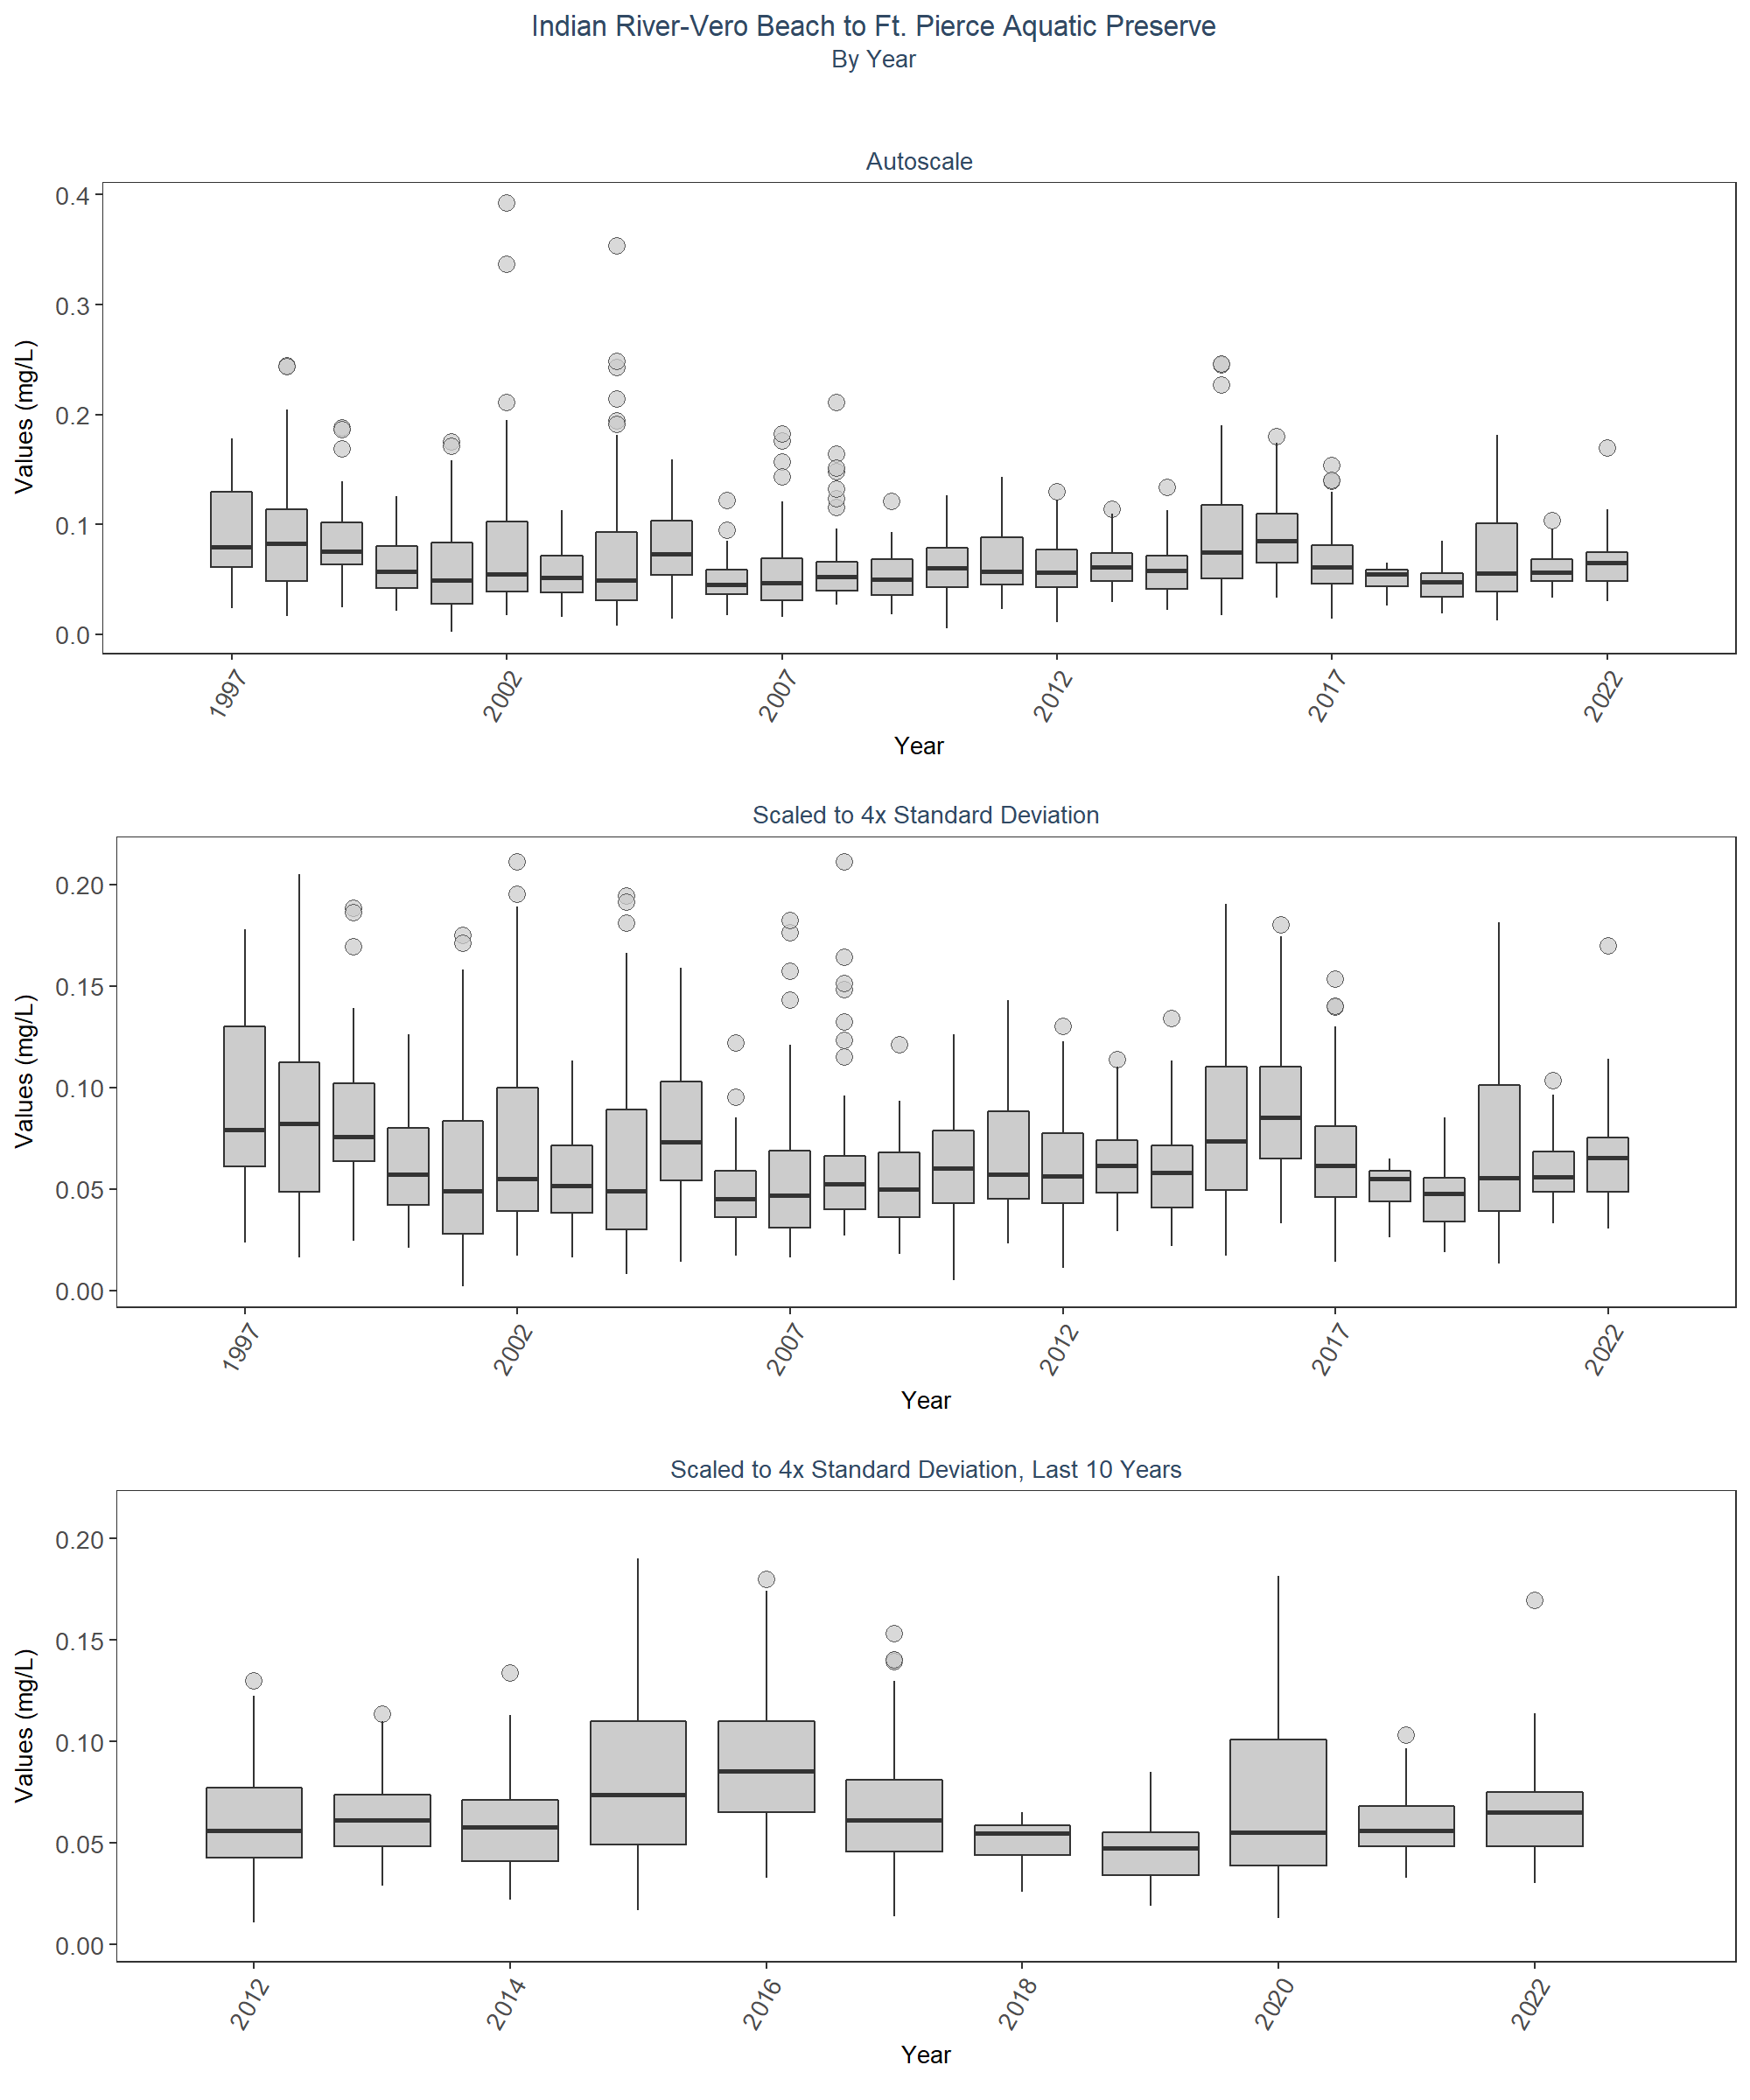 Indian River-Vero Beach to Ft. Pierce Aquatic Preserve
By Year
Autoscale
Values (mg/L)
0.4
0.3
0.2
0.1
0.0
1997 2002 2007 2012 2017 2022
Year
Scaled to 4x Standard Deviation
Values (mg/L)
0.20
0.15
0.10
0.05
0.00
1997 2002 2007 2012 2017 2022
Year
Scaled to 4x Standard Deviation, Last 10 Years
Values (mg/L)
0.20
0.15
0.10
0.05
0.00
2012 2014 2016 2018 2020 2022
Year